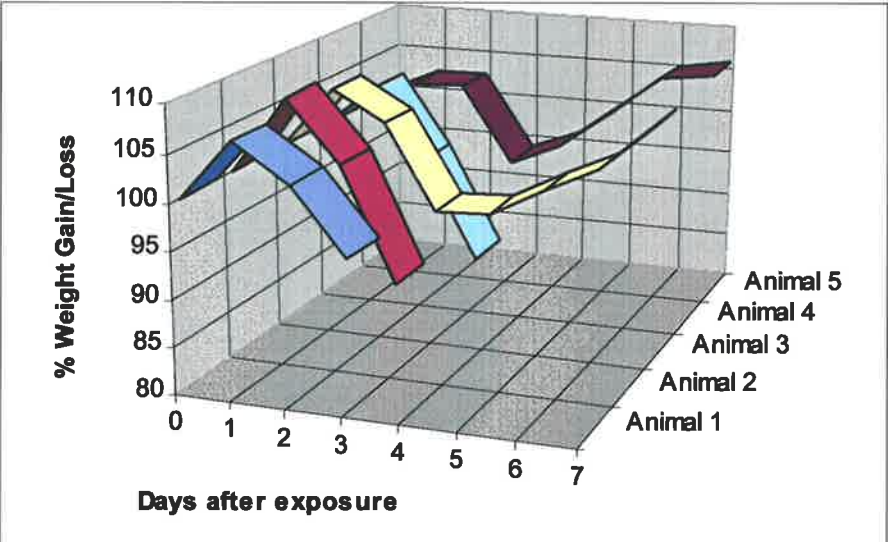 % Weight Gain/Loss
110
105
100
95
90
85
80
0 1 2 3 4 5 6 7
Animal 5
Animal 4
Animal 3
Animal 2
Animal 1
Days after exposure